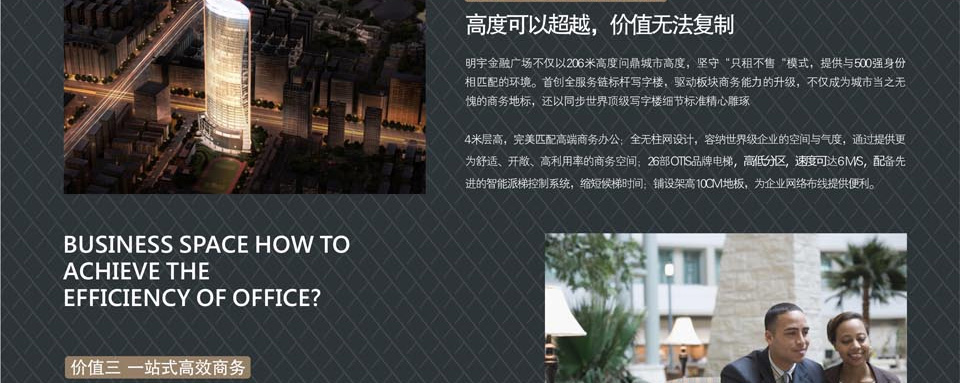 高度可以超越，价值无法复制
明宇金融广场不仅以206米高度问鼎城市高度，坚守“只租不售“模式，提供与500强身份
相匹配的环境。首创全服务链标杆写字楼，驱动板块商务能力的升级，不仅成为城市当之无
愧的商务地标，还以同步世界顶级写字楼细节标准精心雕琢
4米层高，完美匹配高端商务办公；全无柱网设计，容纳世界级企业的空间与气度，通过提供更
为舒适、开敞、高利用率的商务空间；26部OTIS品牌电梯，高低分区，速度可达6MS，配备先
进的智能派梯控制系统，缩短候梯时间；铺设架高10CM地板，为企业网络布线提供便利。
BUSINESS SPACE HOW TO
ACHIEVE THE
EFFICIENCY OF OFFICE?
价值三 一站式高效商务